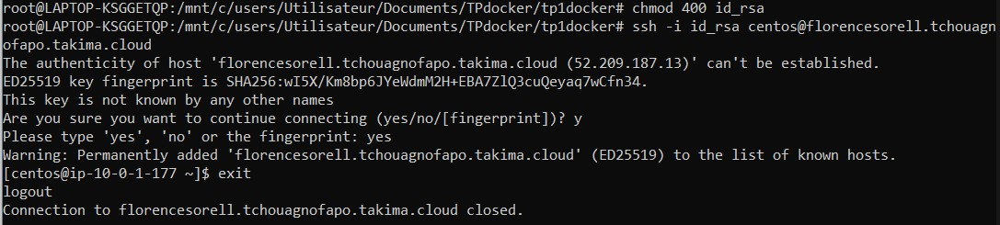 root@LAPTOP-KSGGETQP:/mnt/c/users/Utilisateur/Documents/TPdocker/tp1docker# chmod 400 id_rsa
root@LAPTOP-KSGGETQP:/mnt/c/users/Utilisateur/Documents/TPdocker/tp1docker# ssh -i id_rsa centos@florencesorell.tchouagn
ofapo.takima.cloud
The authenticity of host 'florencesorell.tchouagnofapo.takima.cloud (52.209.187.13)' can't be established.
ED25519 key fingerprint is SHA256:wI5X/Km8bp6JYeWdmM2H+EBA7ZlQ3cuQeyaq7wCfn34.
This key is not known by any other names
Are you sure you want to continue connecting (yes/no/[fingerprint])? y
Please type 'yes', 'no' or the fingerprint: yes
Warning: Permanently added 'florencesorell.tchouagnofapo.takima.cloud' (ED25519) to the list of known hosts.
[centos@ip-10-0-1-177 ~]$ exit
logout
Connection to florencesorell.tchouagnofapo.takima.cloud closed.